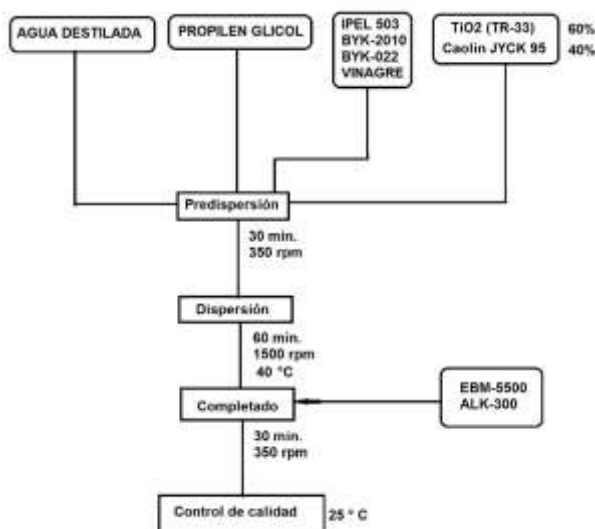 AGUA DESTILADA
PROPILEN GLICOL
IPEL 503
BYK-2010
BYK-022
VINAGRE
TiO2 (TR-33) 60%
Caolin JYCK 95 40%
Predispersión
30 min.
350 rpm
Dispersión
60 min.
1500 rpm
40 °C
EBM-5500
ALK-300
Completado
30 min.
350 rpm
Control de calidad 25 ° C